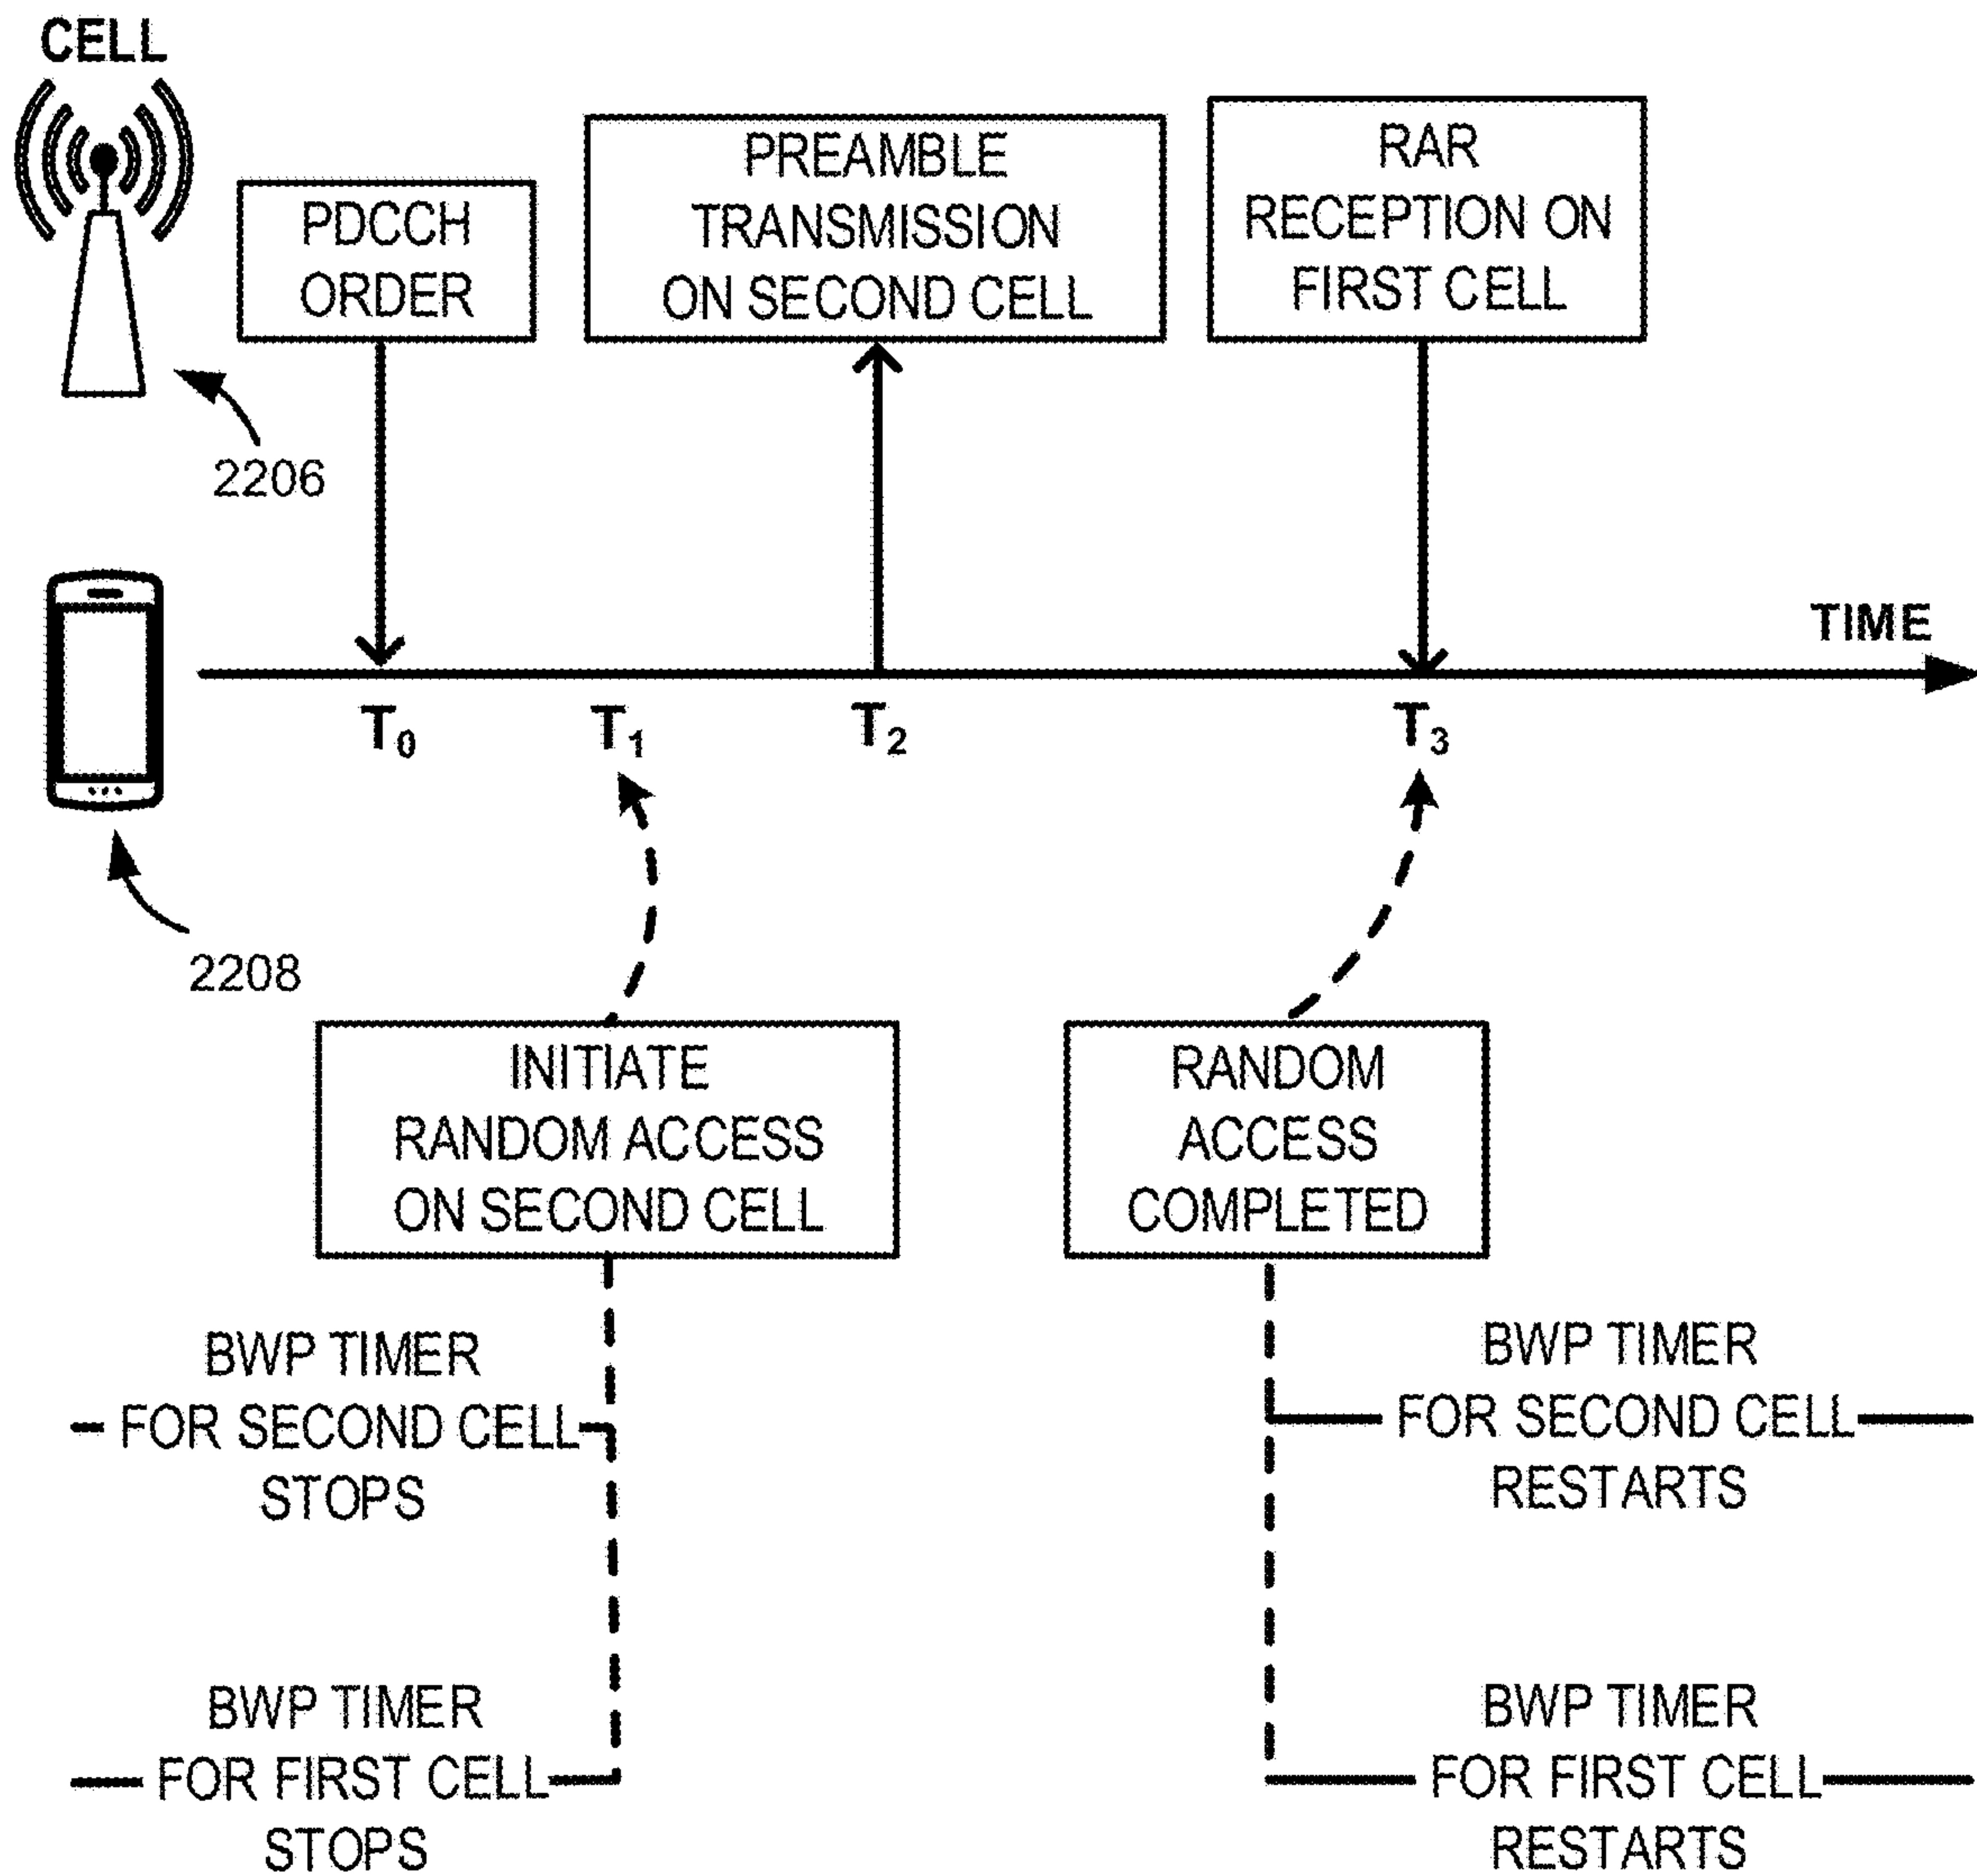 CELL
PDCCH
ORDER
PREAMBLE
TRANSMISSION
ON SECOND CELL
RAR
RECEPTION ON
FIRST CELL
2206
TIME
T0
T1
T2
T3
2208
INITIATE
RANDOM ACCESS
ON SECOND CELL
RANDOM
ACCESS
COMPLETED
BWP TIMER
FOR SECOND CELL
STOPS
BWP TIMER
FOR SECOND CELL
RESTARTS
BWP TIMER
FOR FIRST CELL
STOPS
BWP TIMER
FOR FIRST CELL
RESTARTS